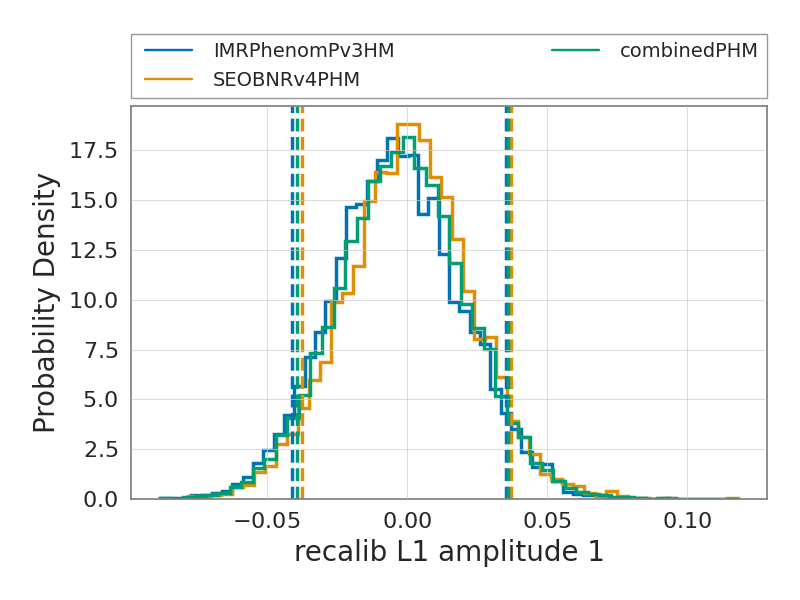 IMRPhenomPv3HM
SEOBNRv4PHM
combinedPHM
17.5
15.0
12.5
10.0
7.5
5.0
2.5
0.0
Probability Density
−0.05
0.00
0.05
0.10
recalib L1 amplitude 1